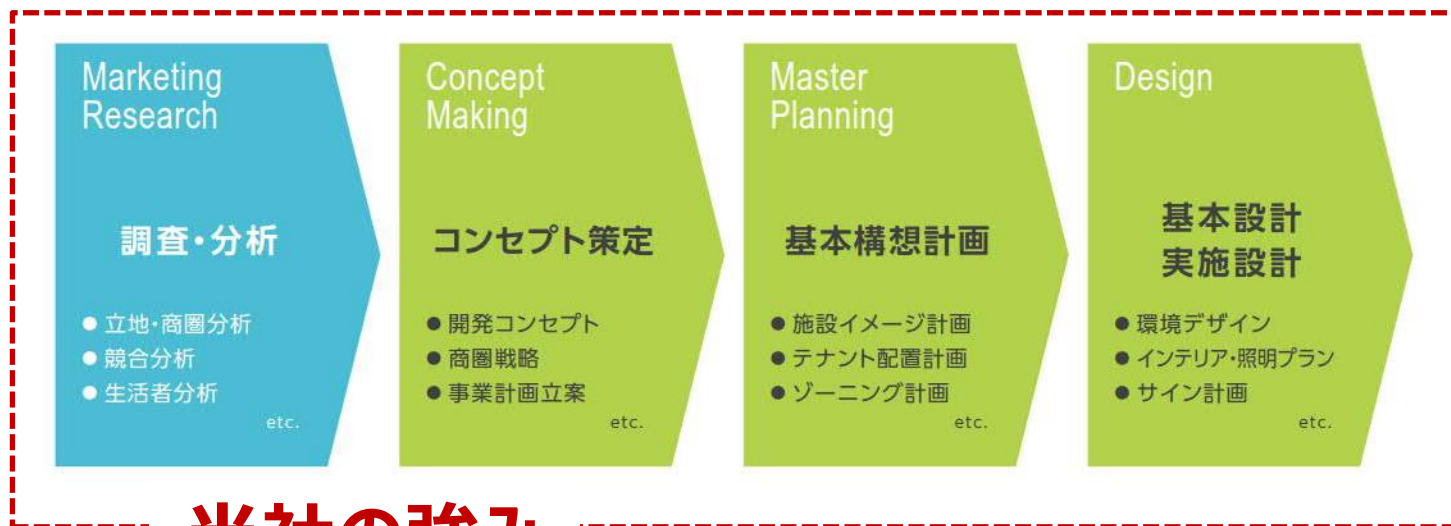 Marketing
Research
調査・分析
● 立地・商圏分析
● 競合分析
● 生活者分析
etc.
Concept
Making
コンセプト策定
● 開発コンセプト
● 商圏戦略
● 事業計画立案
etc.
Master
Planning
基本構想計画
● 施設イメージ計画
● テナント配置計画
● ゾーニング計画
etc.
Design
基本設計
実施設計
● 環境デザイン
● インテリア・照明プラン
● サイン計画
etc.
当社の強み